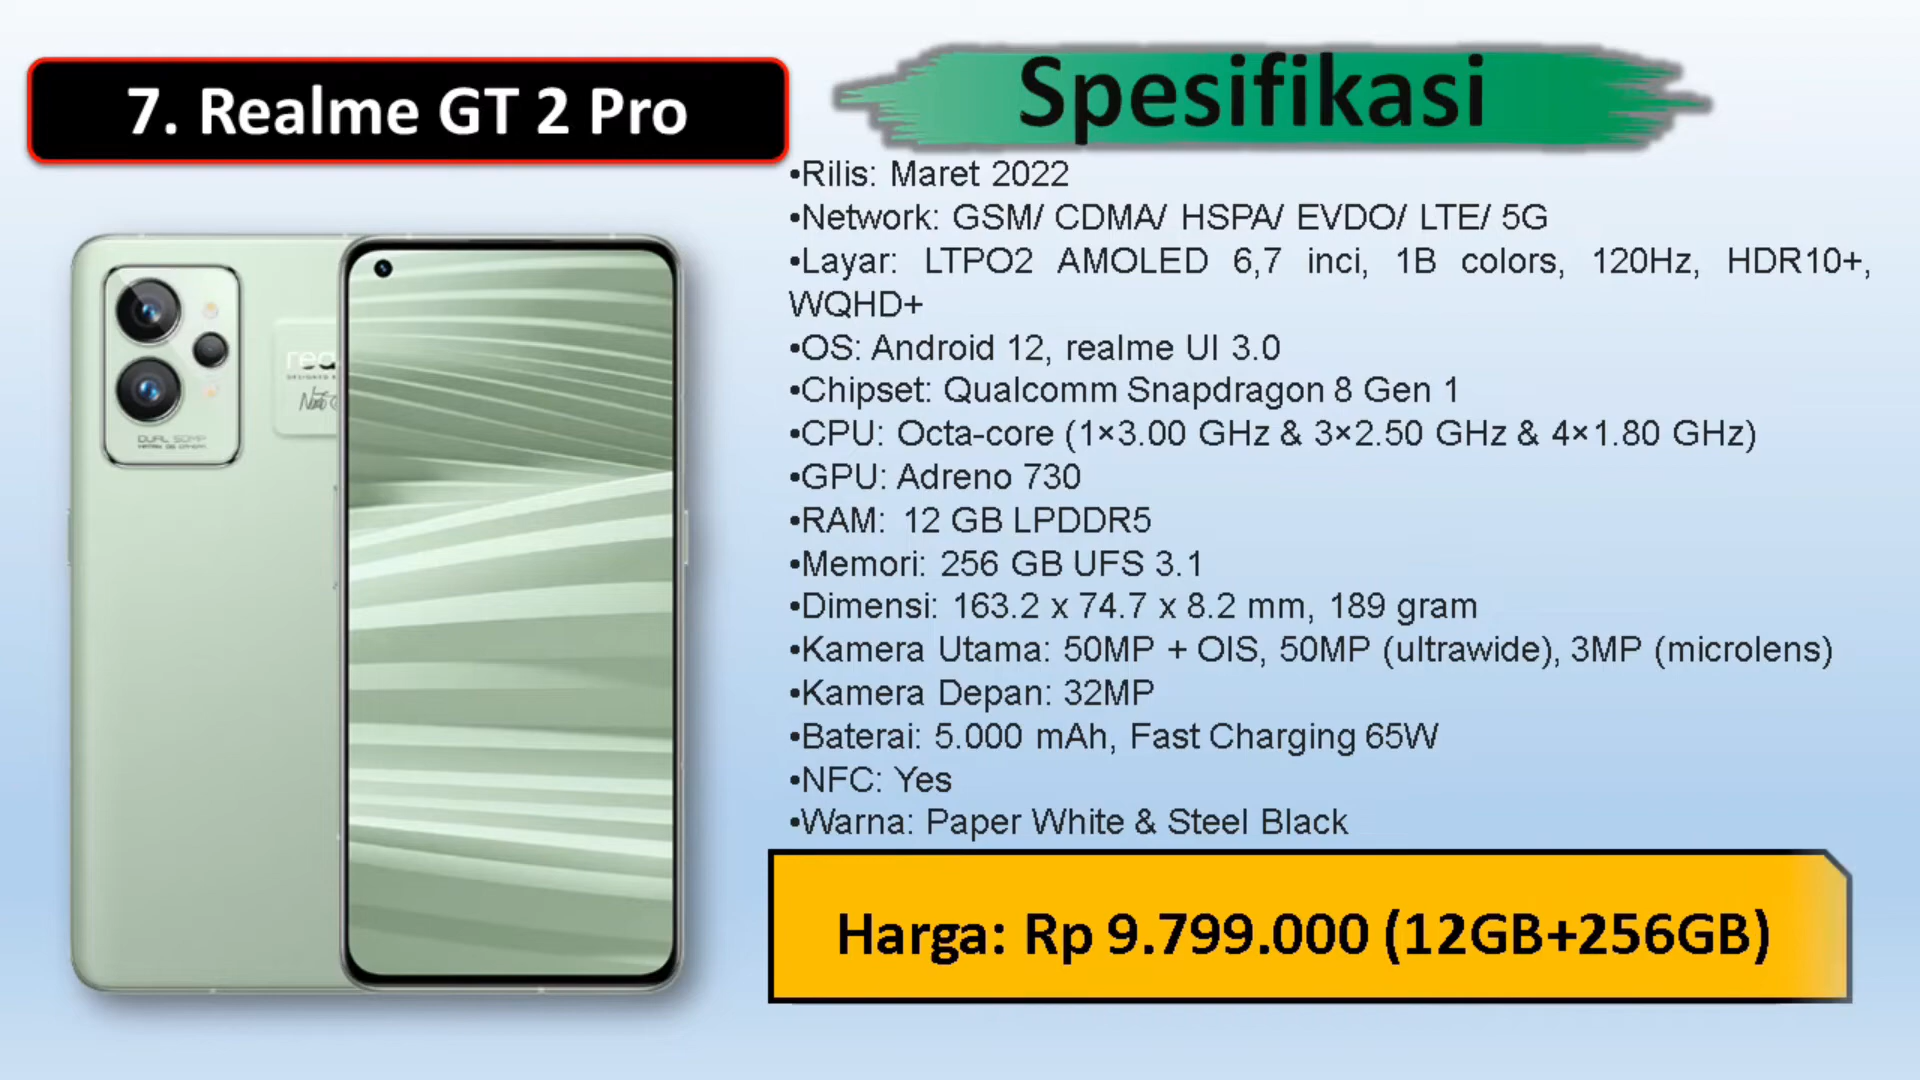 7. Realme GT 2 Pro
Spesifikasi
•Rilis: Maret 2022
•Network: GSM/ CDMA/ HSPA/ EVDO/ LTE/ 5G
•Layar: LTPO2 AMOLED 6,7 inci, 1B colors, 120Hz, HDR10+,
WQHD+
•OS: Android 12, realme UI 3.0
•Chipset: Qualcomm Snapdragon 8 Gen 1
•CPU: Octa-core (1×3.00 GHz & 3×2.50 GHz & 4×1.80 GHz)
•GPU: Adreno 730
•RAM: 12 GB LPDDR5
•Memori: 256 GB UFS 3.1
•Dimensi: 163.2 x 74.7 x 8.2 mm, 189 gram
•Kamera Utama: 50MP + OIS, 50MP (ultrawide), 3MP (microlens)
•Kamera Depan: 32MP
•Baterai: 5.000 mAh, Fast Charging 65W
•NFC: Yes
•Warna: Paper White & Steel Black
Harga: Rp 9.799.000 (12GB+256GB)
DUAL 50MP